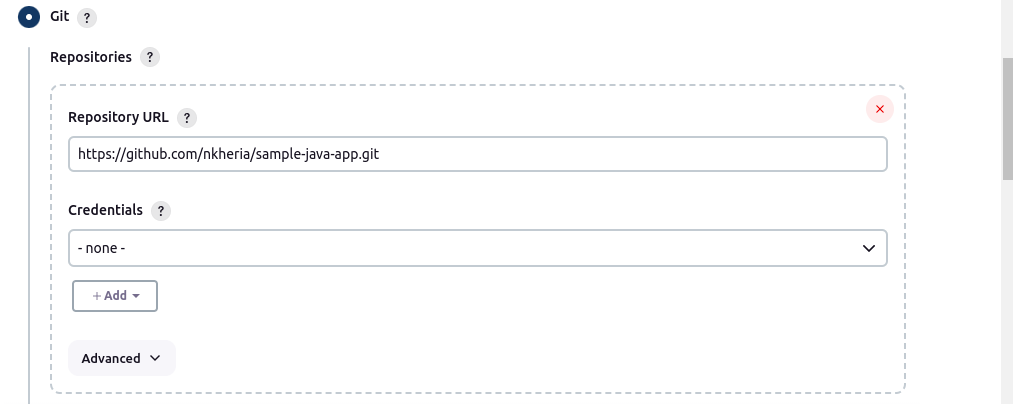 Git ?
Repositories ?
Repository URL ?
https://github.com/nkheria/sample-java-app.git
Credentials ?
- none -
+ Add
Advanced